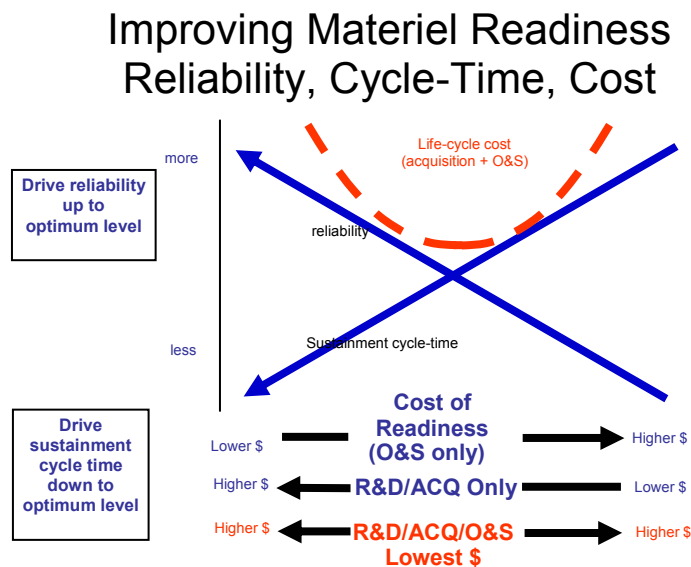 Improving Materiel Readiness
Reliability, Cycle-Time, Cost
more
Life-cycle cost
(acquisition + O&S)
Drive reliability
up to
optimum level
reliability
less
Sustainment cycle-time
Drive
sustainment
cycle time
down to
optimum level
Cost of
Readiness
(O&S only)
Lower $
Higher $
Higher $
R&D/ACQ Only
Lower $
Higher $
R&D/ACQ/O&S
Lowest $
Higher $